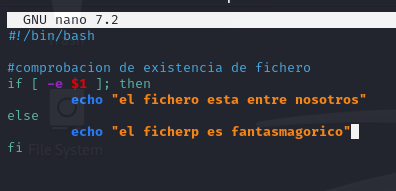 GNU nano 7.2
#!/bin/bash
#comprobacion de existencia de fichero
if [ -e $1 ]; then
echo "el fichero esta entre nosotros"
else
echo "el ficherp es fantasmagorico"
fi
File System